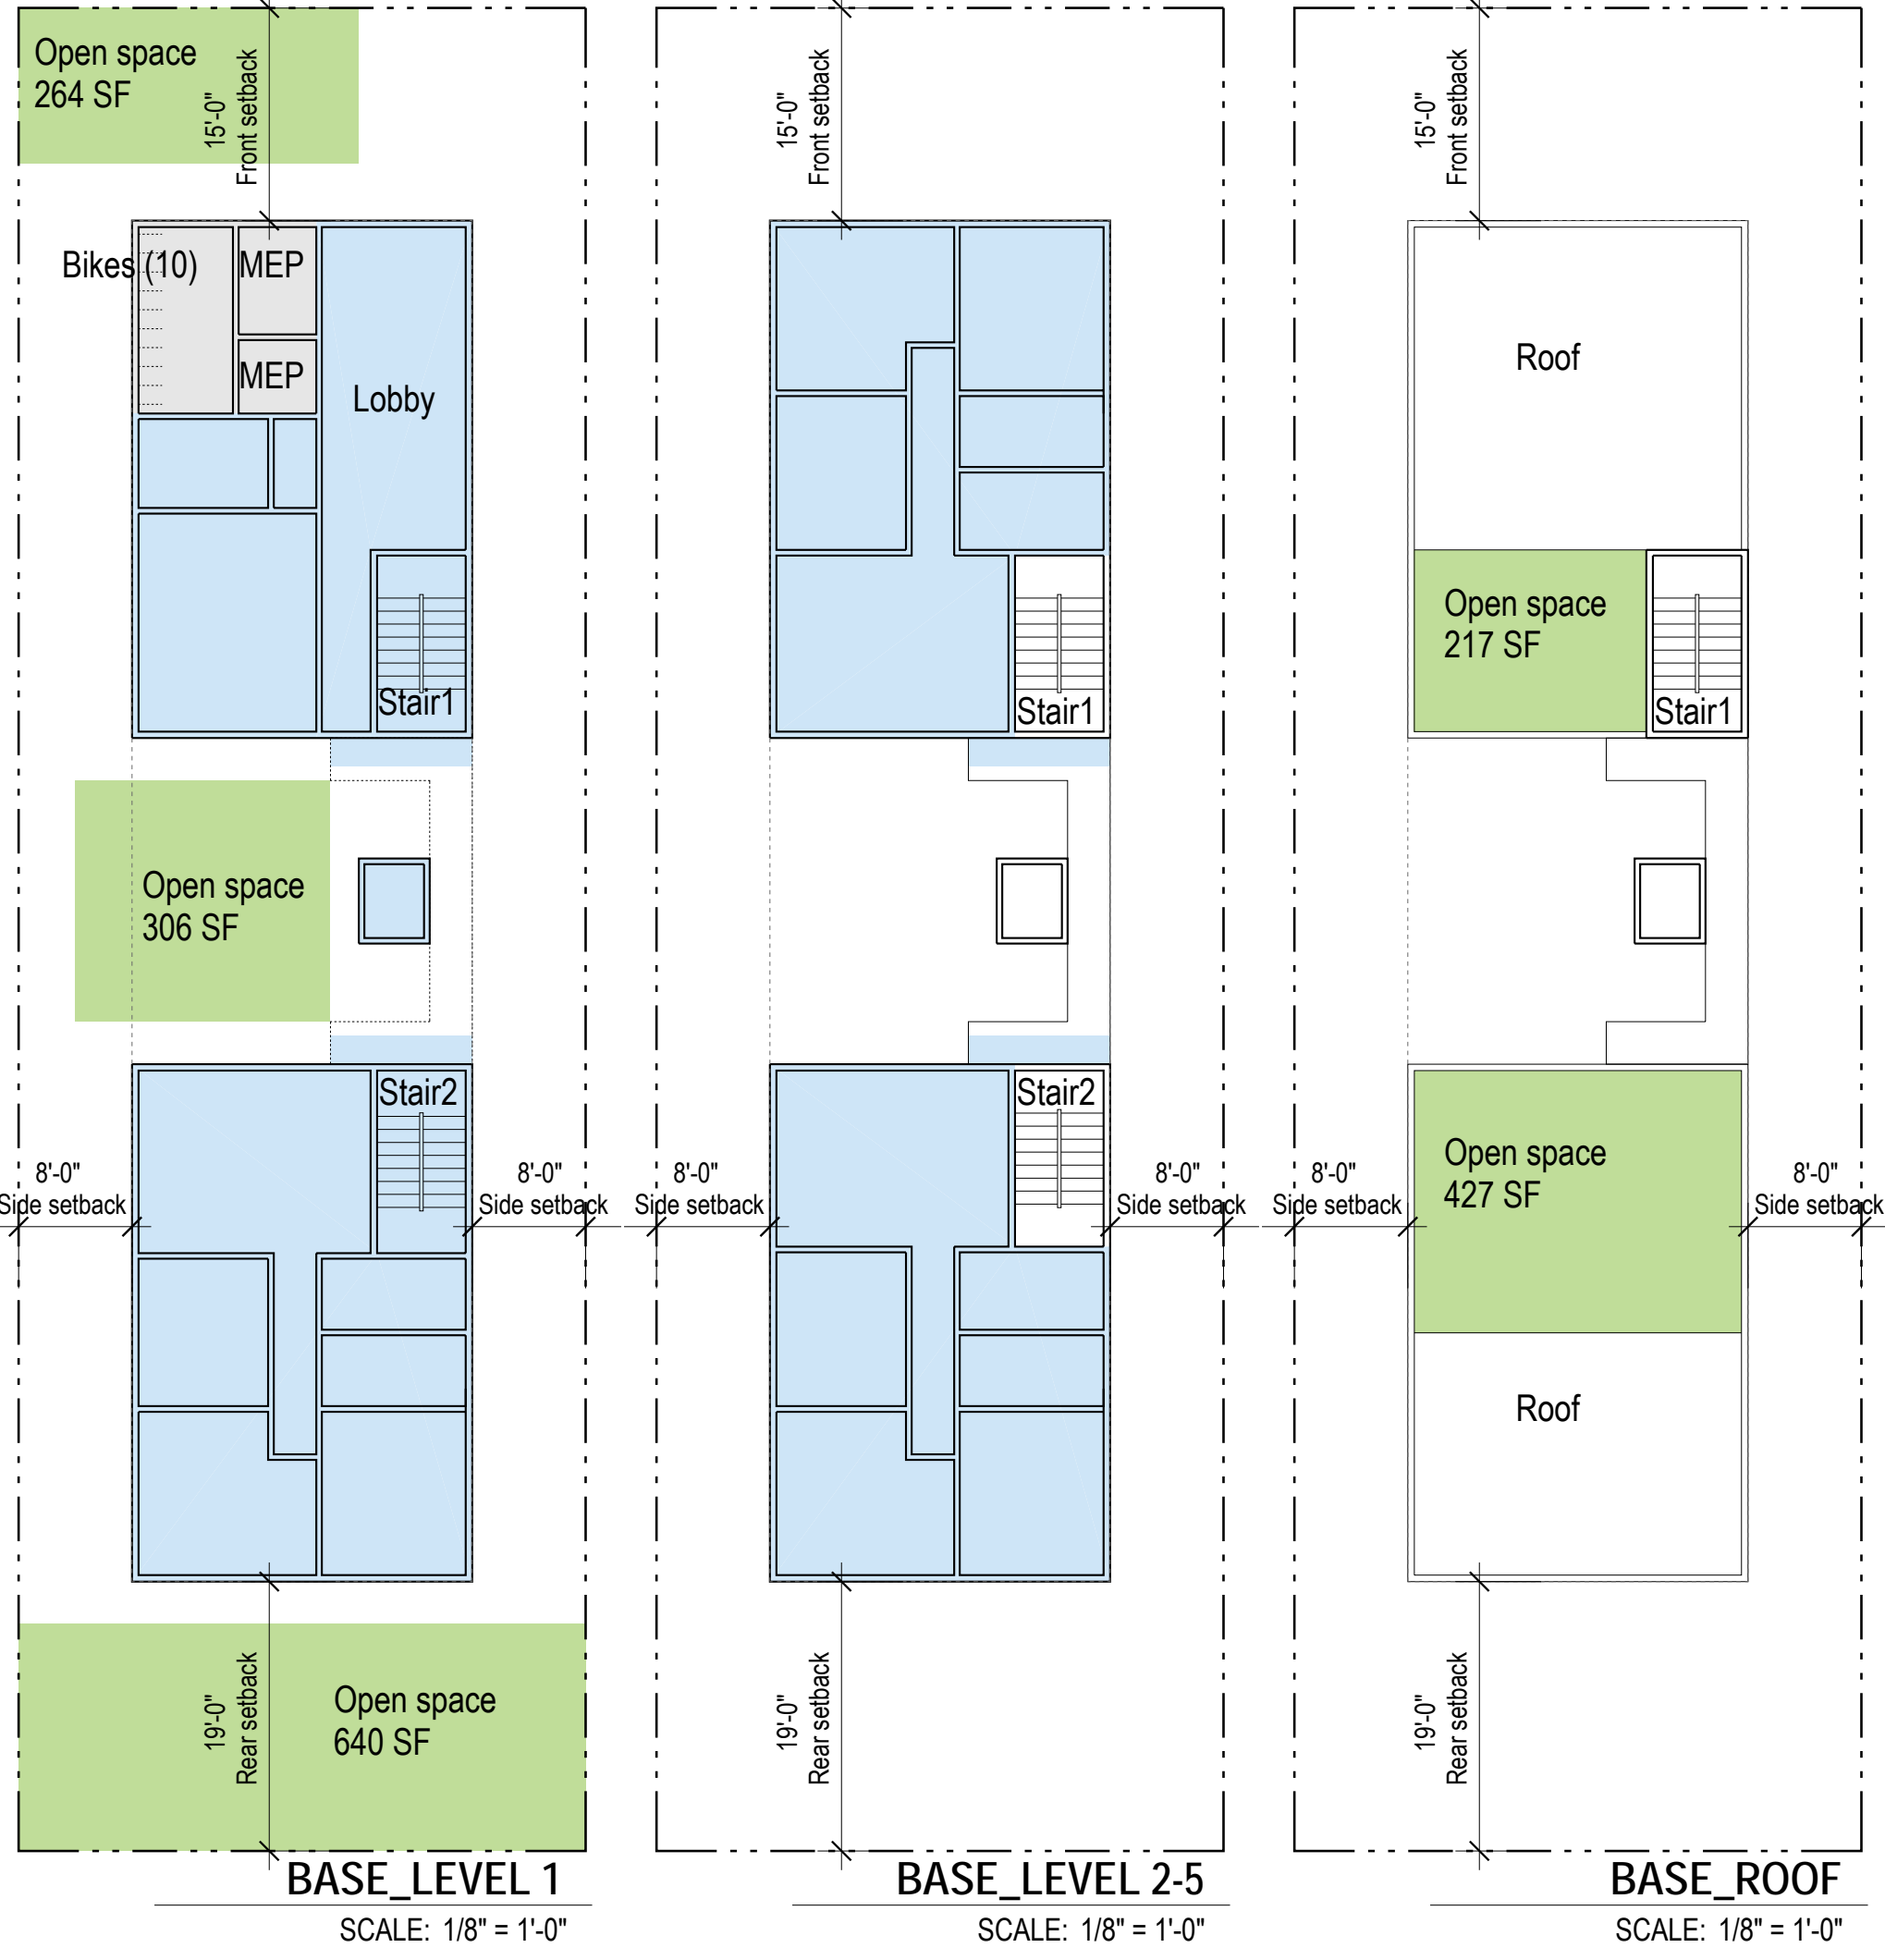 Open space
264 SF
15'-0"
Front setback
Bikes (10)
MEP
MEP
Lobby
Stair1
Open space
306 SF
Stair2
8'-0"
Side setback
8'-0"
Side setback
19'-0"
Rear setback
Open space
640 SF
BASE_LEVEL 1
SCALE: 1/8" = 1'-0"
15'-0"
Front setback
Stair1
Stair2
8'-0"
Side setback
8'-0"
Side setback
19'-0"
Rear setback
BASE_LEVEL 2-5
SCALE: 1/8" = 1'-0"
15'-0"
Front setback
Roof
Open space
217 SF
Stair1
Open space
427 SF
8'-0"
Side setback
8'-0"
Side setback
Roof
19'-0"
Rear setback
BASE_ROOF
SCALE: 1/8" = 1'-0"